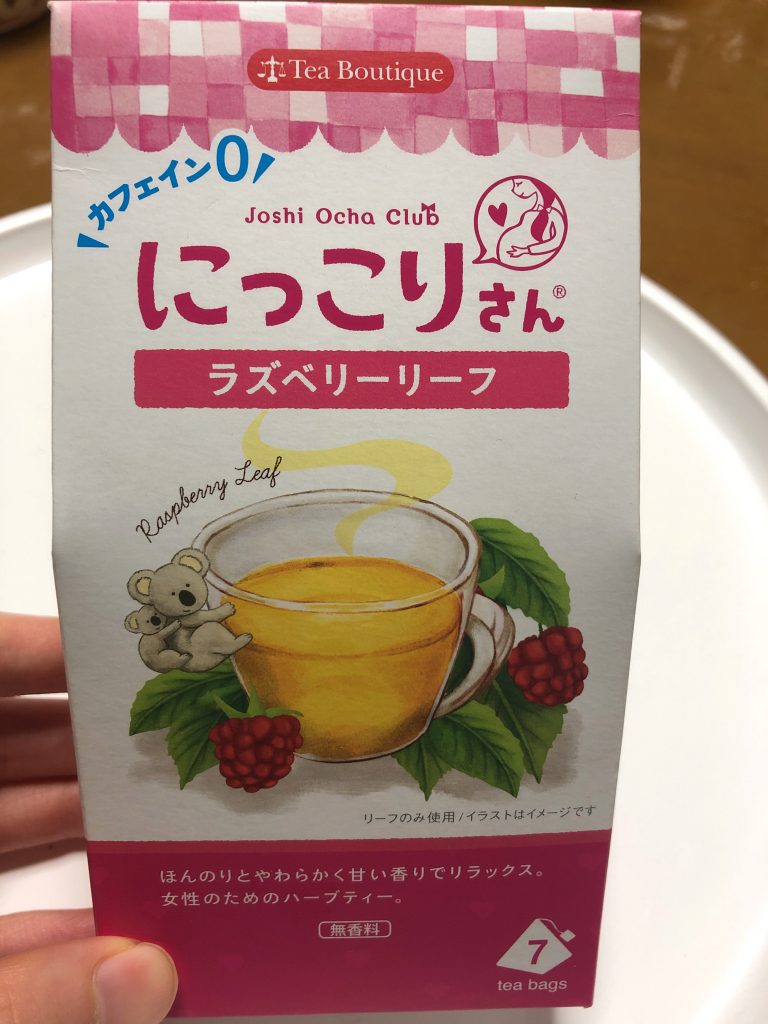 Tea Boutique
カフェイン0
Joshi Ocha Club
にっこりさん®
ラズベリーリーフ
Raspberry Leaf
リーフのみ使用/イラストはイメージです
ほんのりとやわらかく甘い香りでリラックス。
女性のためのハーブティー。
無香料
7
tea bags